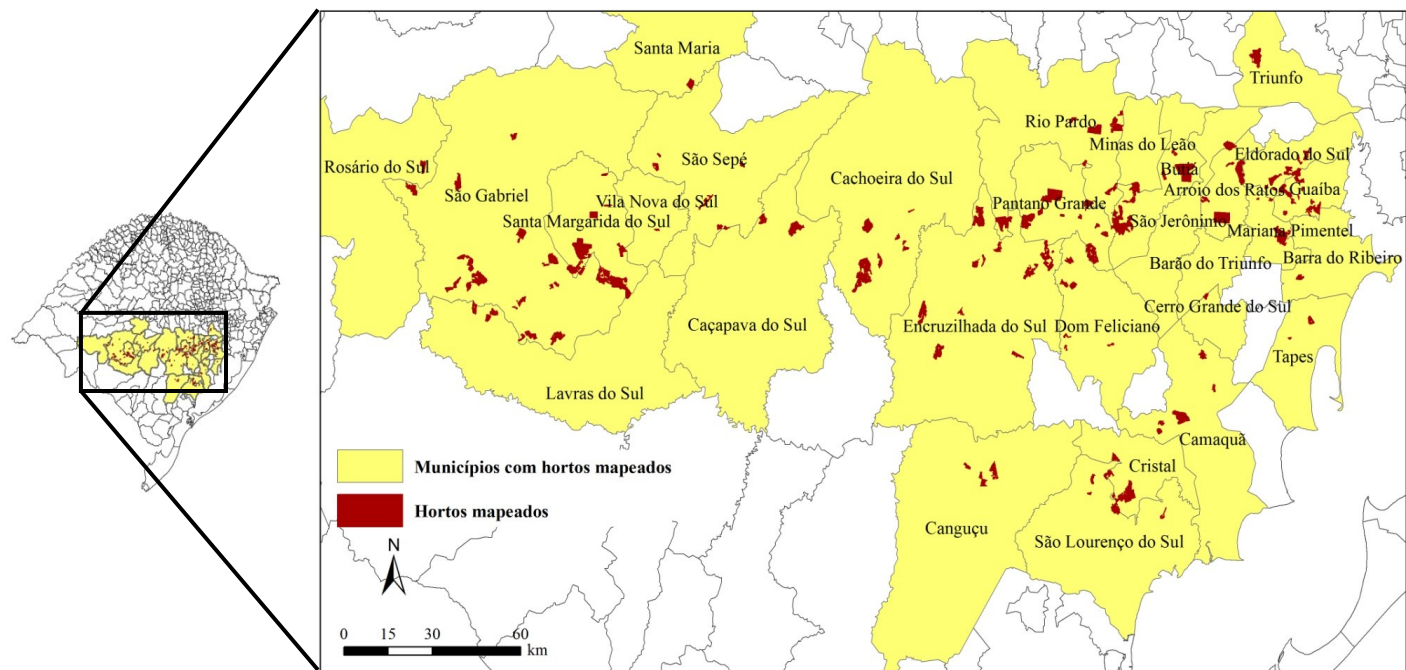 Santa Maria
Triunfo
Rio Pardo
Minas do Leão
Rosário do Sul
São Sepé
Eldorado do Sul
Cachoeira do Sul
Butiá
São Gabriel
Arroio dos Ratos
Guaíba
Vila Nova do Sul
Pantano Grande
Santa Margarida do Sul
São Jerônimo
Mariana Pimentel
Barão do Triunfo
Barra do Ribeiro
Cerro Grande do Sul
Caçapava do Sul
Encruzilhada do Sul
Dom Feliciano
Tapes
Lavras do Sul
Camaquã
Cristal
Canguçu
São Lourenço do Sul
Municípios com hortos mapeados
Hortos mapeados
N
0 15 30 60
km